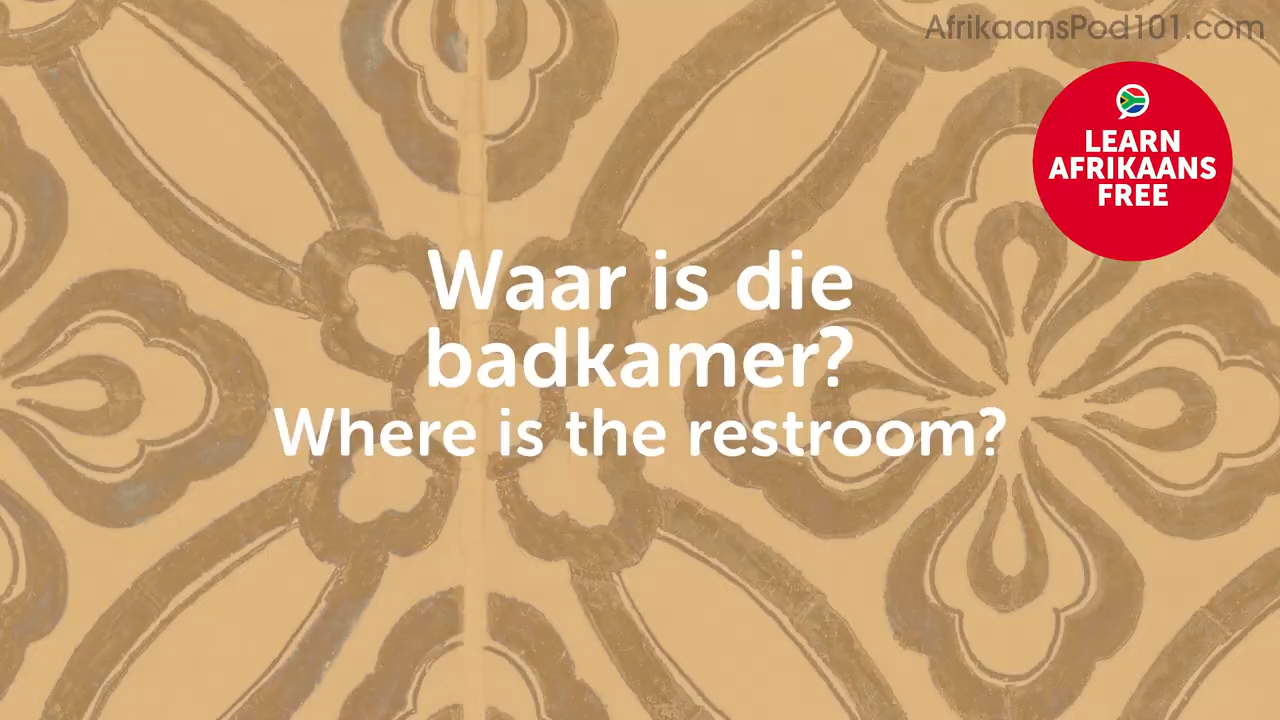 AfrikaansPod101.com
LEARN
AFRIKAANS
FREE
Waar is die
badkamer?
Where is the restroom?